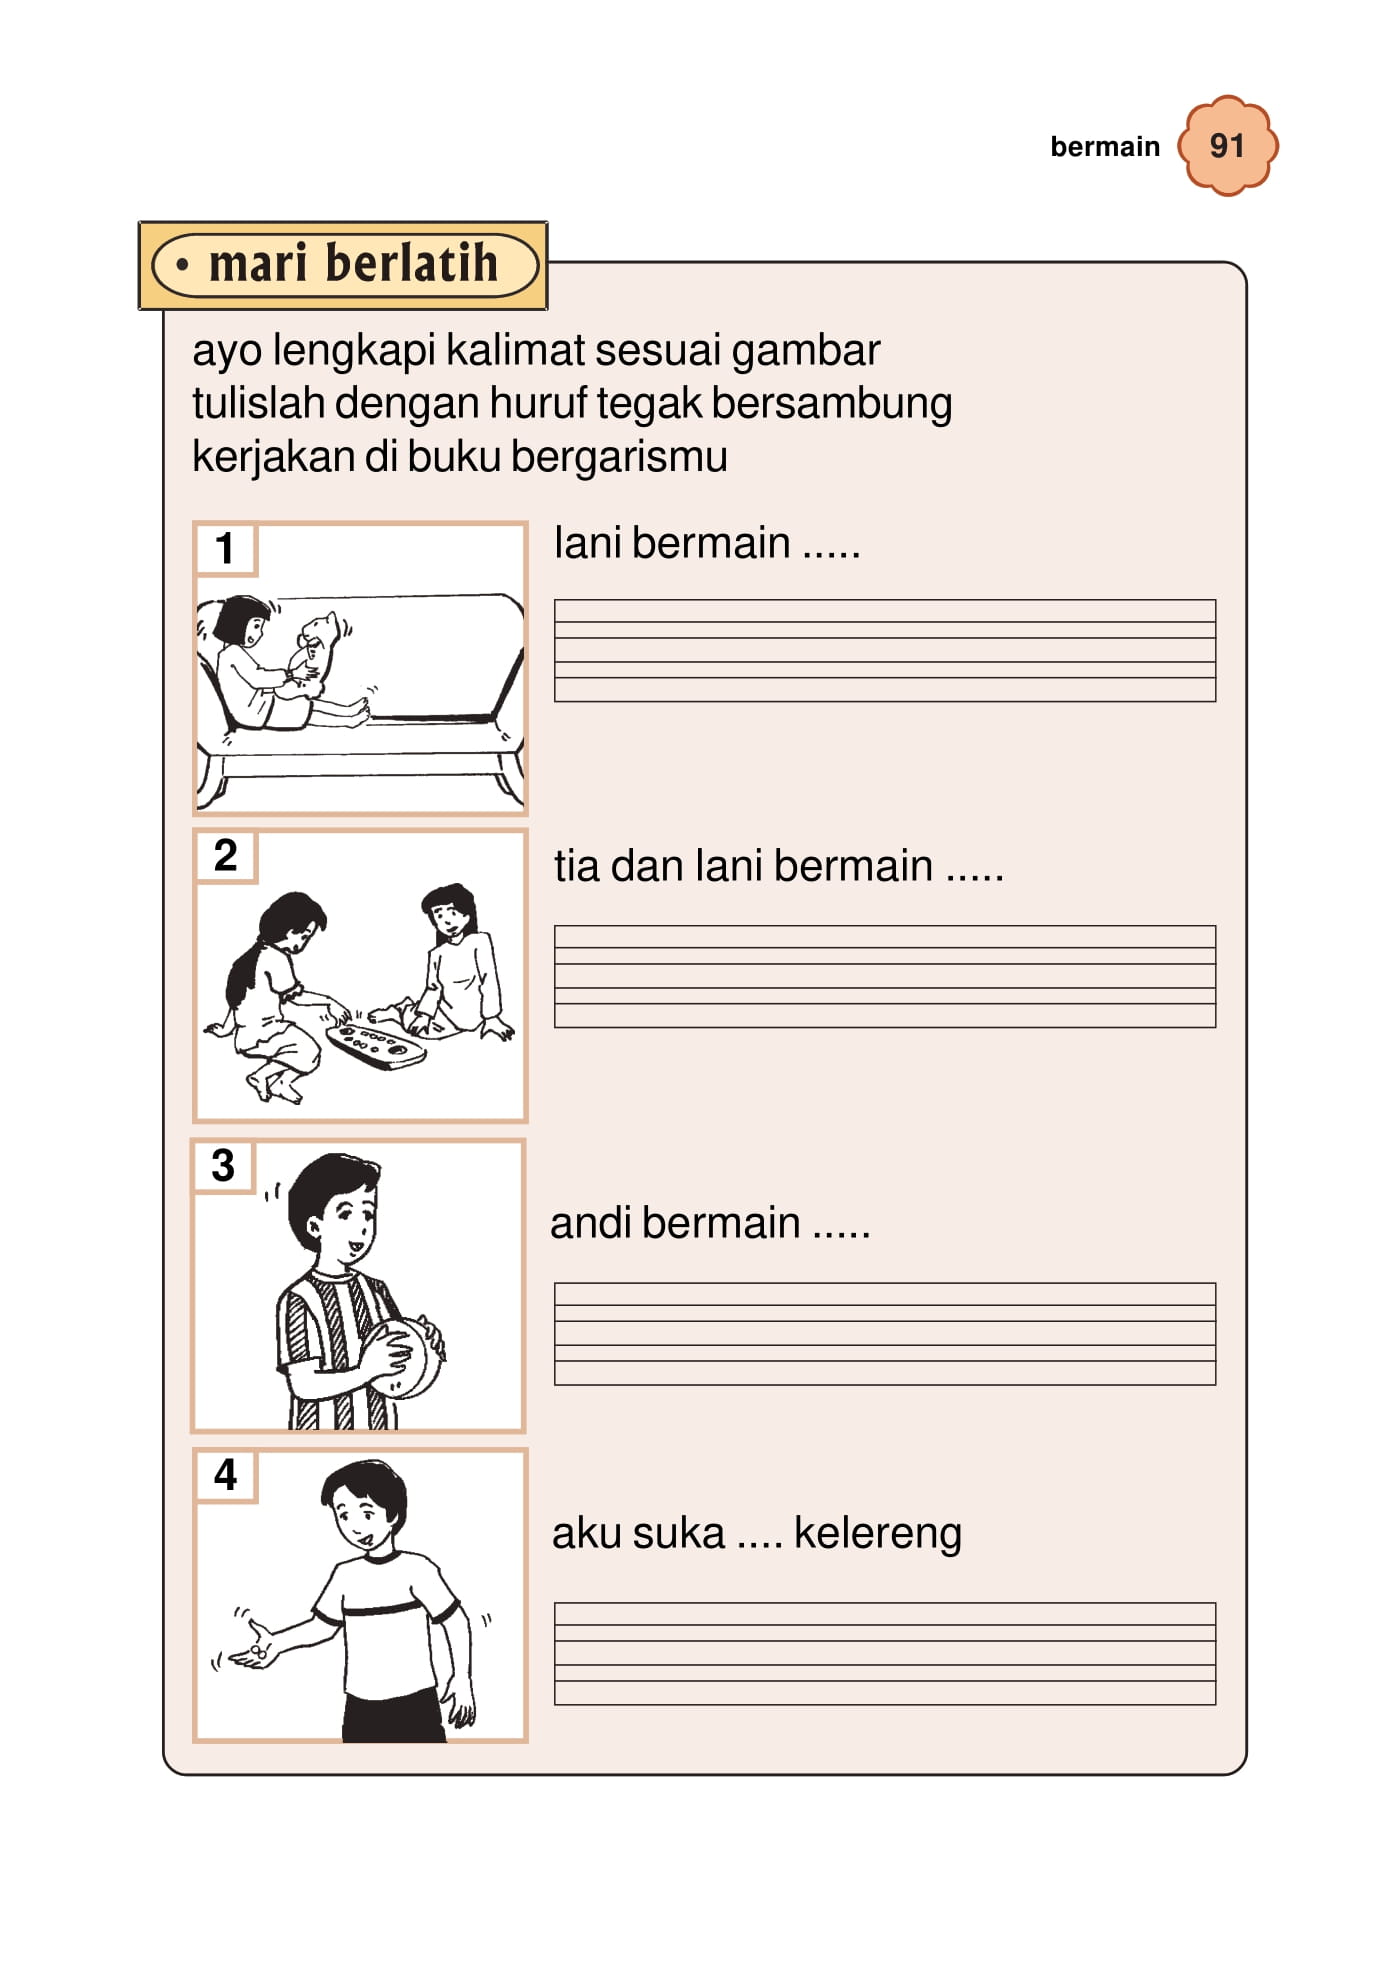 bermain 91
• mari berlatih
ayo lengkapi kalimat sesuai gambar
tulislah dengan huruf tegak bersambung
kerjakan di buku bergarismu
1
lani bermain .....
2
tia dan lani bermain .....
3
andi bermain .....
4
aku suka .... kelereng